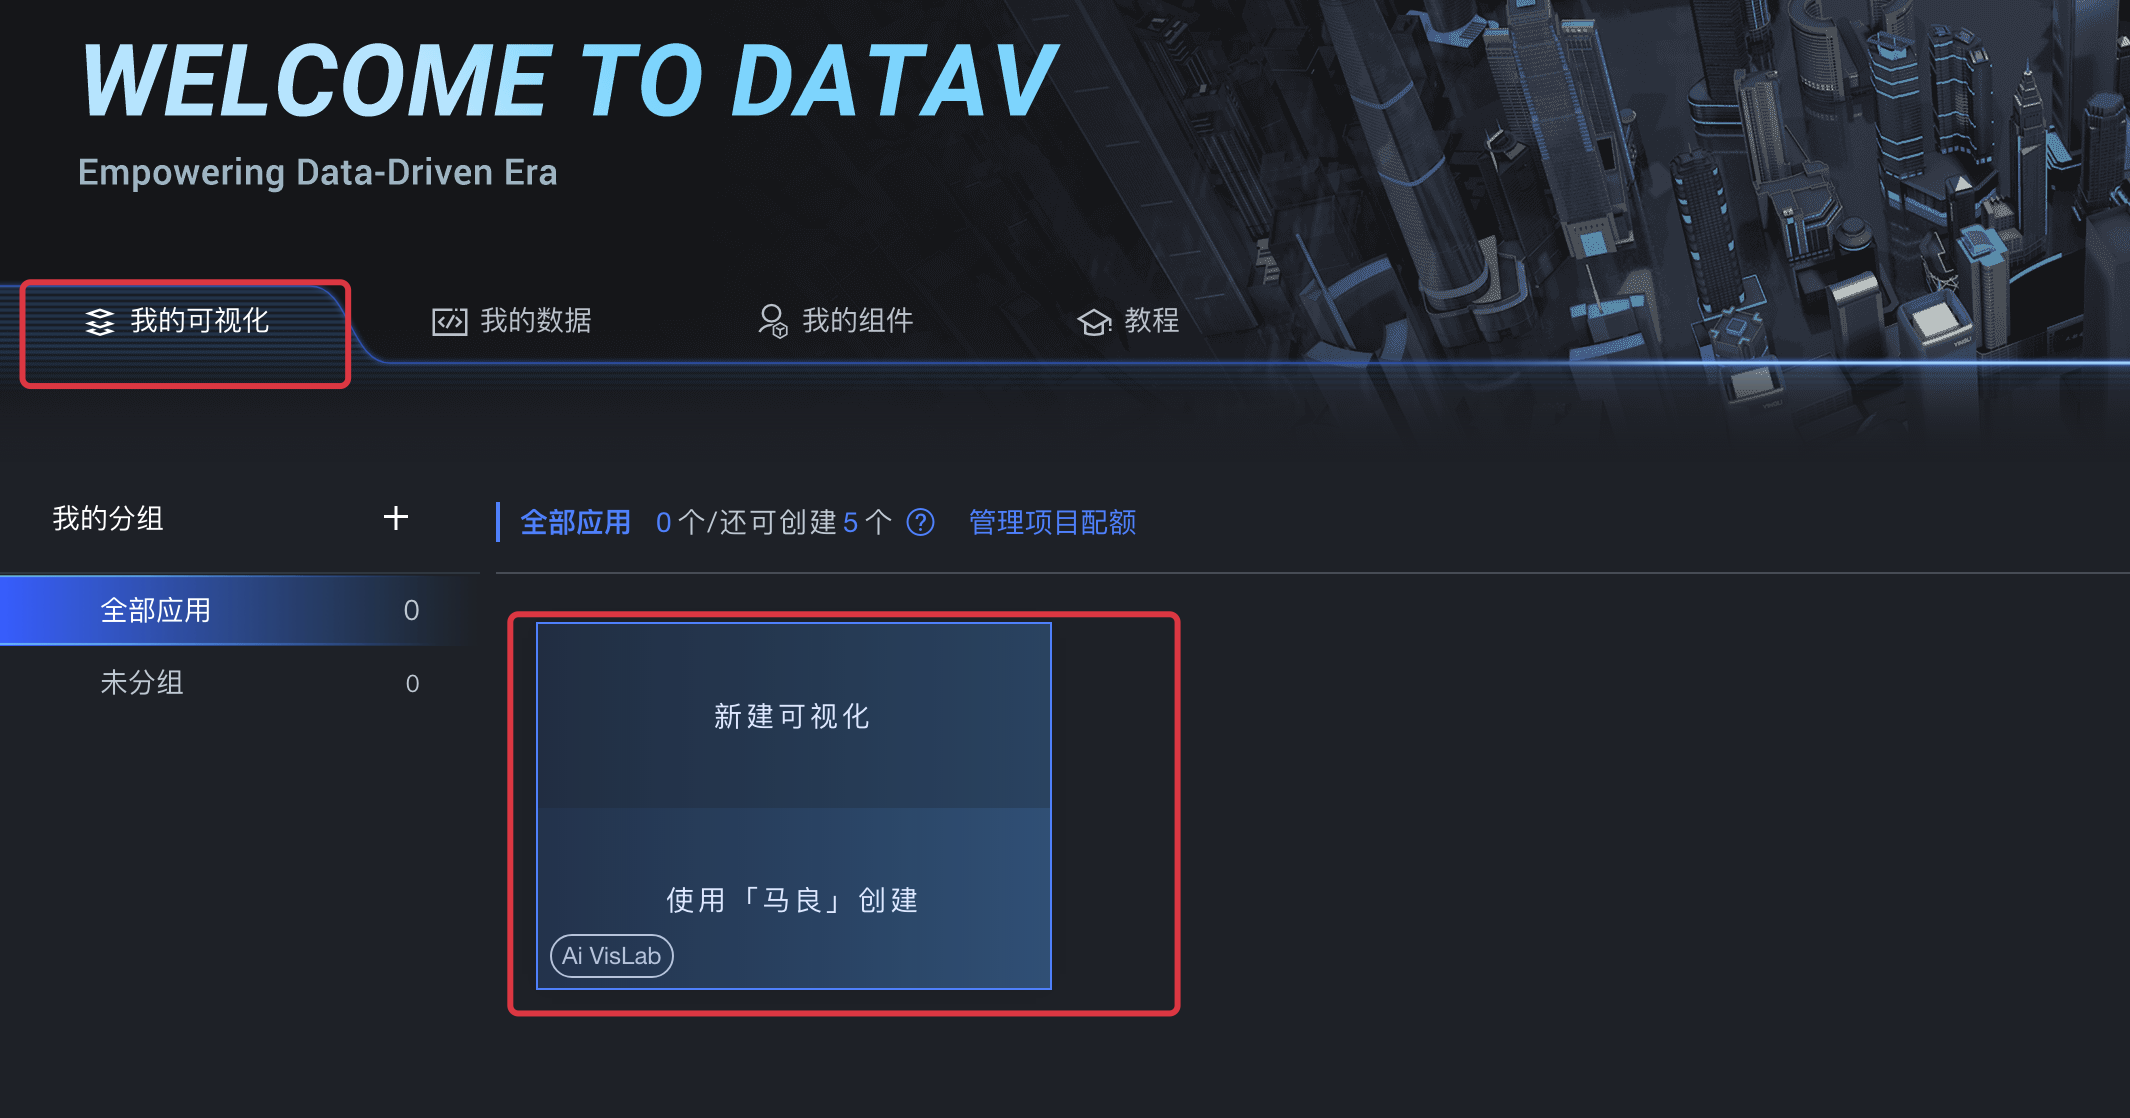 WELCOME TO DATAV
Empowering Data-Driven Era
我的可视化 我的数据 我的组件 教程
我的分组 +
全部应用 0个/还可创建5个 ? 管理项目配额
全部应用 0
未分组 0
新建可视化
使用「马良」创建
Ai VisLab